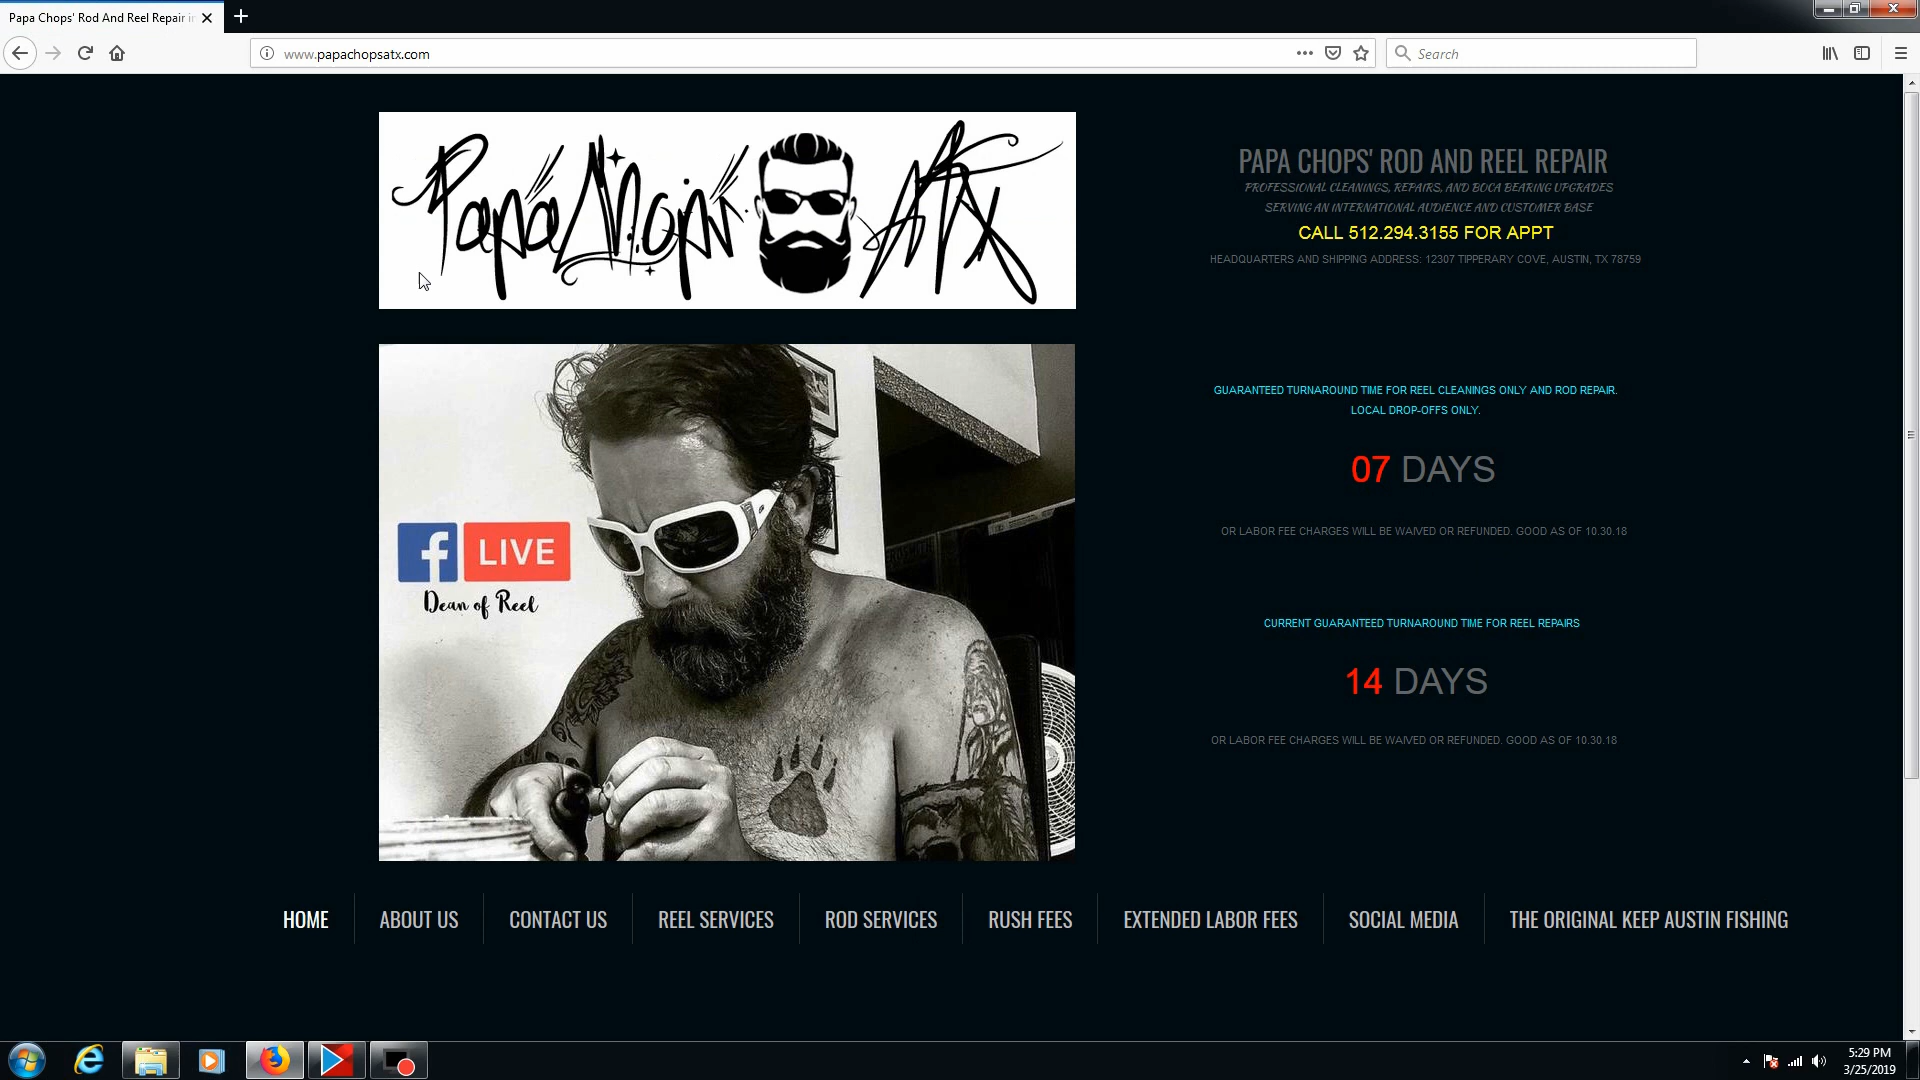 Papa Chops' Rod And Reel Repair in
www.papachopsatx.com
Search
Papa Chops ATX
PAPA CHOPS' ROD AND REEL REPAIR
PROFESSIONAL CLEANINGS, REPAIRS, AND BOCA BEARING UPGRADES
SERVING AN INTERNATIONAL AUDIENCE AND CUSTOMER BASE
CALL 512.294.3155 FOR APPT
HEADQUARTERS AND SHIPPING ADDRESS: 12307 TIPPERARY COVE, AUSTIN, TX 78759
f LIVE
Dean of Reel
GUARANTEED TURNAROUND TIME FOR REEL CLEANINGS ONLY AND ROD REPAIR.
LOCAL DROP-OFFS ONLY.
07 DAYS
OR LABOR FEE CHARGES WILL BE WAIVED OR REFUNDED. GOOD AS OF 10.30.18
CURRENT GUARANTEED TURNAROUND TIME FOR REEL REPAIRS
14 DAYS
OR LABOR FEE CHARGES WILL BE WAIVED OR REFUNDED. GOOD AS OF 10.30.18
HOME
ABOUT US
CONTACT US
REEL SERVICES
ROD SERVICES
RUSH FEES
EXTENDED LABOR FEES
SOCIAL MEDIA
THE ORIGINAL KEEP AUSTIN FISHING
5:29 PM
3/25/2019